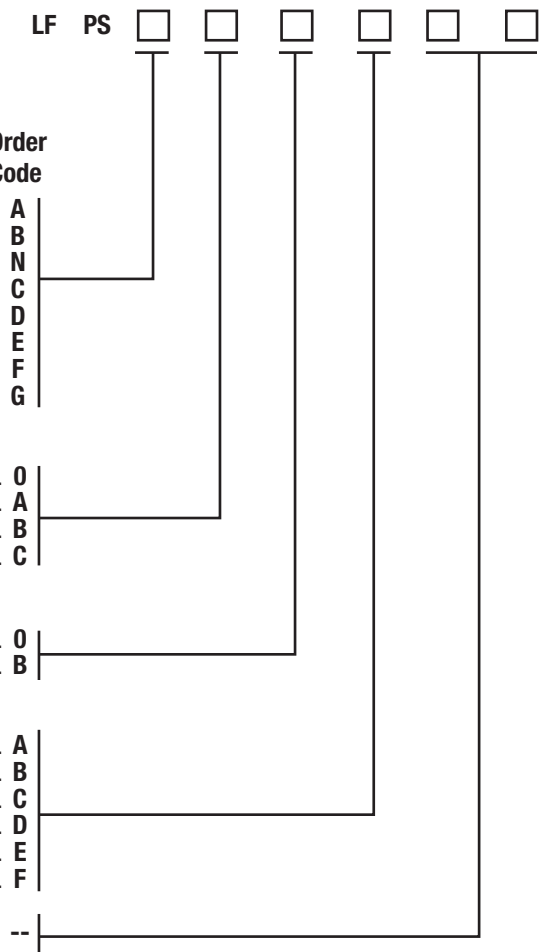 LF PS □ □ □ □ □ □
Order
Code
A
B
N
C
D
E
F
G
. 0
. A
. B
. C
. 0
. B
. A
. B
. C
. D
. E
. F
--